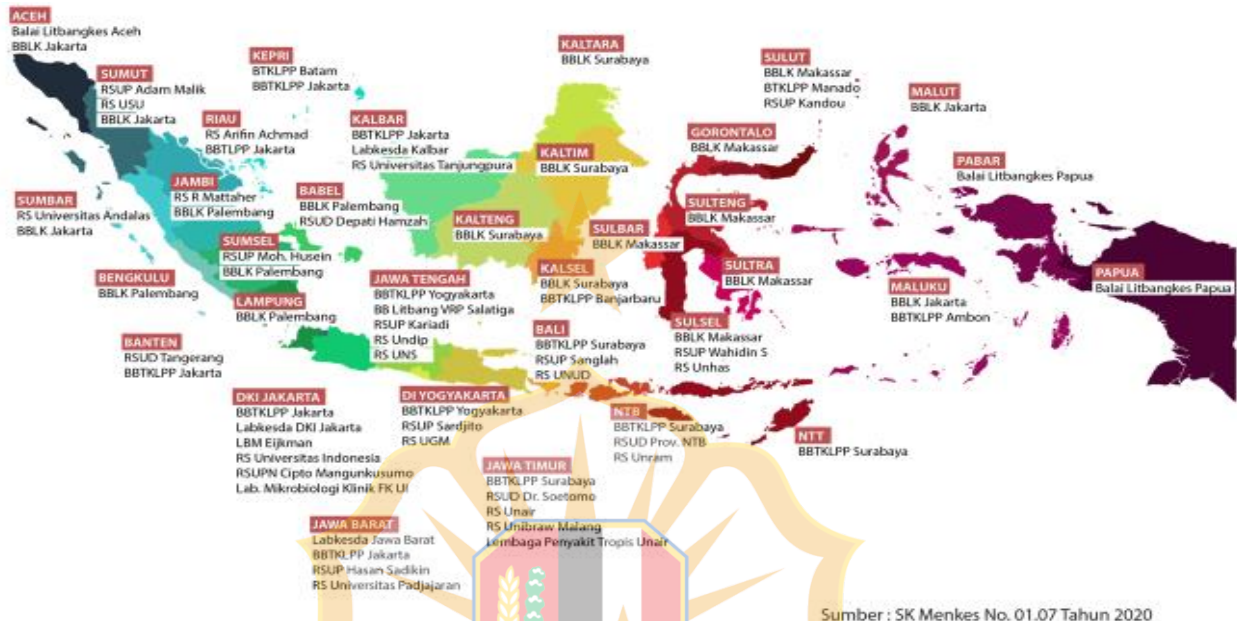 ACEH
Balai Litbangkes Aceh
BBLK Jakarta
SUMUT
RSUP Adam Malik
RS USU
BBLK Jakarta
KEPRI
BTKLPP Batam
BBTKLPP Jakarta
RIAU
RS Arifin Achmad
BBTLPP Jakarta
KALBAR
BBTKLPP Jakarta
Labkesda Kalbar
RS Universitas Tanjungpura
KALTARA
BBLK Surabaya
SULUT
BBLK Makassar
BTKLPP Manado
RSUP Kandou
MALUT
BBLK Jakarta
GORONTALO
BBLK Makassar
KALTIM
BBLK Surabaya
PABAR
Balai Litbangkes Papua
SUMBAR
RS Universitas Andalas
BBLK Jakarta
JAMBI
RS R Mattaher
BBLK Palembang
BABEL
BBLK Palembang
RSUD Depati Hamzah
KALTENG
BBLK Surabaya
SULTENG
BBLK Makassar
SULBAR
BBLK Makassar
SUMSEL
RSUP Moh. Husein
BBLK Palembang
BENGKULU
BBLK Palembang
LAMPUNG
BBLK Palembang
JAWA TENGAH
BBTKLPP Yogyakarta
BB Litbang VRP Salatiga
RSUP Kariadi
RS Undip
RS UNS
KALSEL
BBLK Surabaya
BBTKLPP Banjarbaru
SULTRA
BBLK Makassar
MALUKU
BBLK Jakarta
BBTKLPP Ambon
PAPUA
Balai Litbangkes Papua
BANTEN
RSUD Tangerang
BBTKLPP Jakarta
BALI
BBTKLPP Surabaya
RSUP Sanglah
RS UNUD
SULSEL
BBLK Makassar
RSUP Wahidin S
RS Unhas
DKI JAKARTA
BBTKLPP Jakarta
Labkesda DKI Jakarta
LBM Eijkman
RS Universitas Indonesia
RSUPN Cipto Mangunkusumo
Lab. Mikrobiologi Klinik FK UI
DI YOGYAKARTA
BBTKLPP Yogyakarta
RSUP Sardjito
RS UGM
NTB
BBTKLPP Surabaya
RSUD Prov. NTB
RS Unram
NTT
BBTKLPP Surabaya
JAWA TIMUR
BBTKLPP Surabaya
RSUD Dr. Soetomo
RS Unair
RS Unibraw Malang
Lembaga Penyakit Tropis Unair
JAWA BARAT
Labkesda Jawa Barat
BBTKLPP Jakarta
RSUP Hasan Sadikin
RS Universitas Padjajaran
Sumber : SK Menkes No. 01.07 Tahun 2020